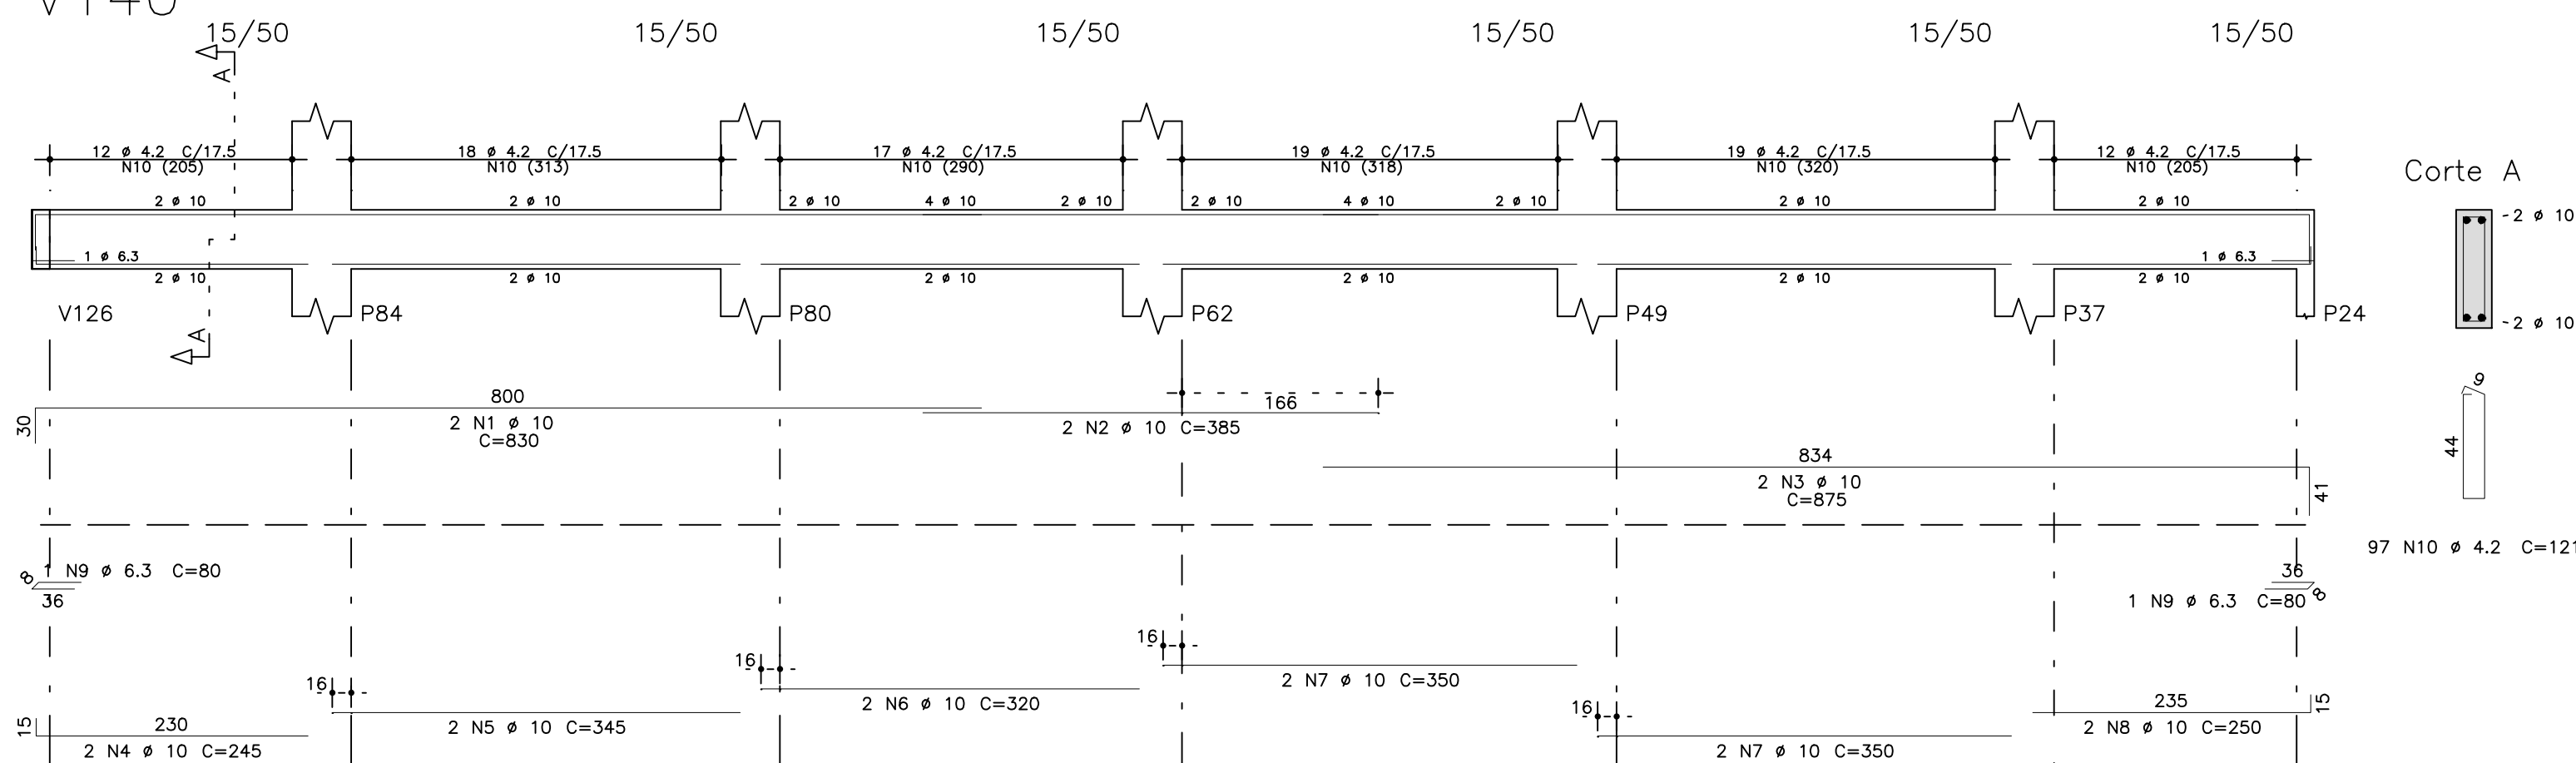 15/50 15/50 15/50 15/50 15/50 15/50
A
12 ø 4.2 C/17.5 18 ø 4.2 C/17.5 17 ø 4.2 C/17.5 19 ø 4.2 C/17.5 19 ø 4.2 C/17.5 12 ø 4.2 C/17.5
N10 (205) N10 (313) N10 (290) N10 (318) N10 (320) N10 (205)
Corte A
2 ø 10 2 ø 10 2 ø 10 4 ø 10 2 ø 10 2 ø 10 4 ø 10 2 ø 10 2 ø 10 2 ø 10
-2 ø 10
1 ø 6.3 1 ø 6.3
2 ø 10 2 ø 10 2 ø 10 2 ø 10 2 ø 10 2 ø 10
V126 P84 P80 P62 P49 P37 P24
-2 ø 10
A
9
800
166
30
2 N1 ø 10
C=830
2 N2 ø 10 C=385
44
834
2 N3 ø 10
C=875
41
97 N10 ø 4.2 C=121
1 N9 ø 6.3 C=80
8
36
36
1 N9 ø 6.3 C=80
8
16
2 N7 ø 10 C=350
16
2 N6 ø 10 C=320
16
2 N5 ø 10 C=345
235
15
2 N8 ø 10 C=250
16
2 N7 ø 10 C=350
15
230
2 N4 ø 10 C=245